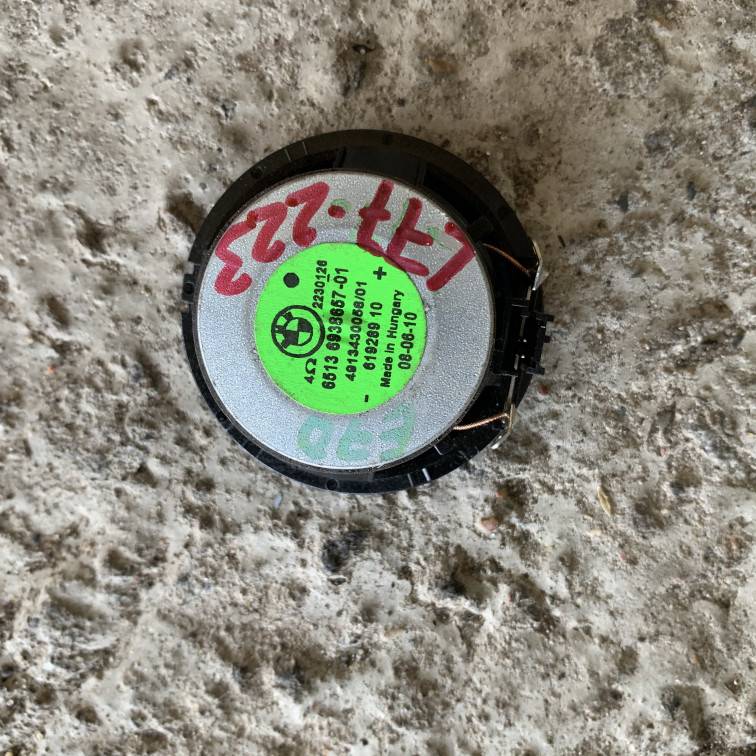 L77-223
2230126
4Ω
6513 6938657-01
4913430058/01
619289 10
Made in Hungary
08-06-10
+
-
E90